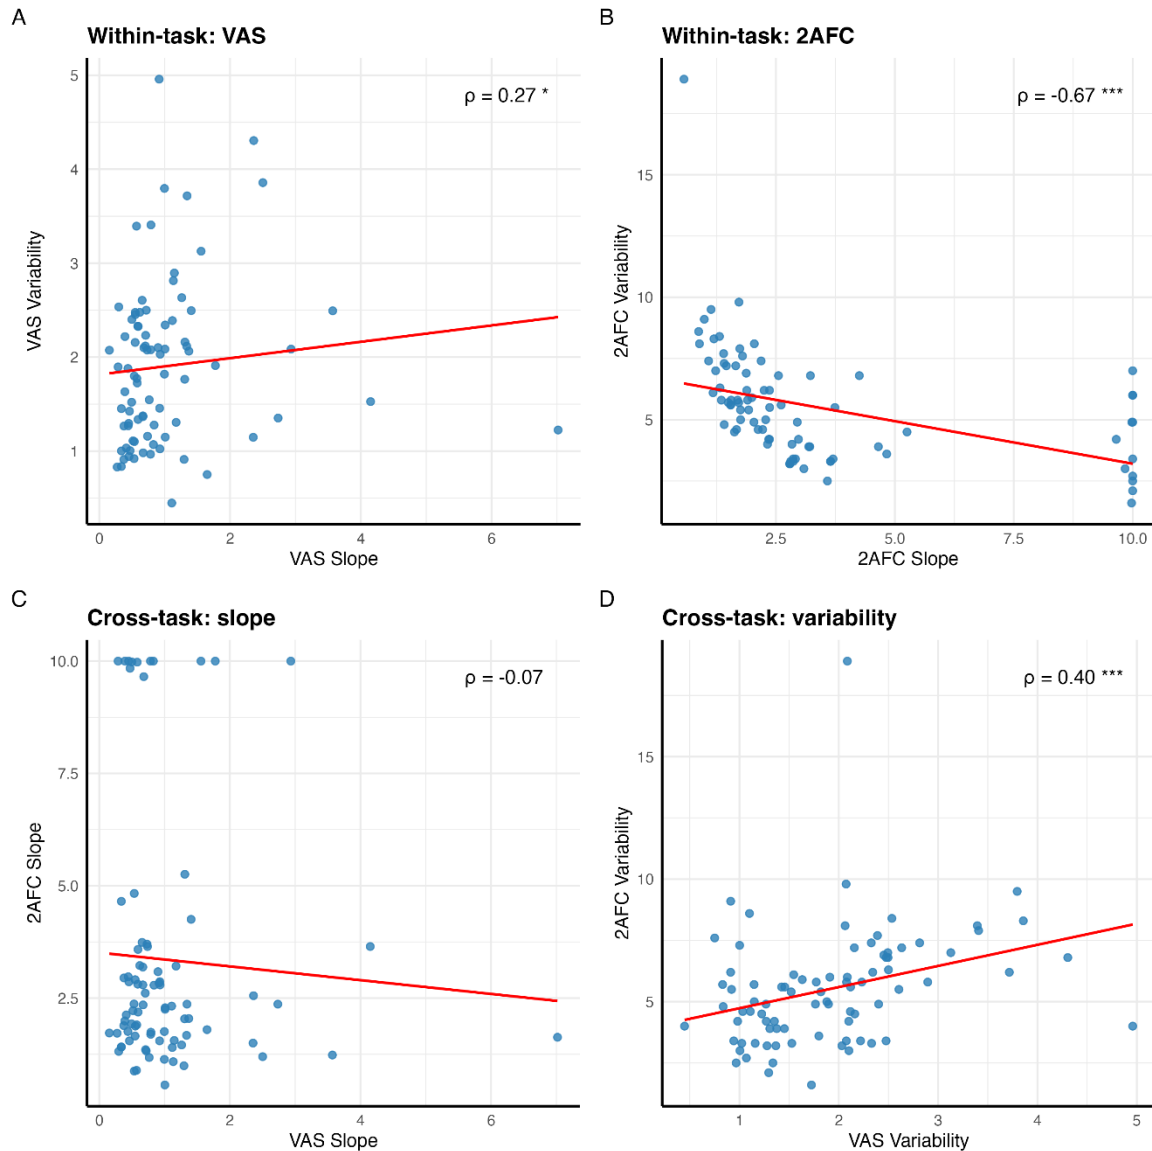 A
Within-task: VAS
ρ = 0.27 *
5
4
3
2
1
VAS Variability
0
2
4
6
VAS Slope
B
Within-task: 2AFC
ρ = -0.67 ***
15
10
5
2AFC Variability
2.5
5.0
7.5
10.0
2AFC Slope
C
Cross-task: slope
ρ = -0.07
10.0
7.5
5.0
2.5
2AFC Slope
0
2
4
6
VAS Slope
D
Cross-task: variability
ρ = 0.40 ***
15
10
5
2AFC Variability
1
2
3
4
5
VAS Variability